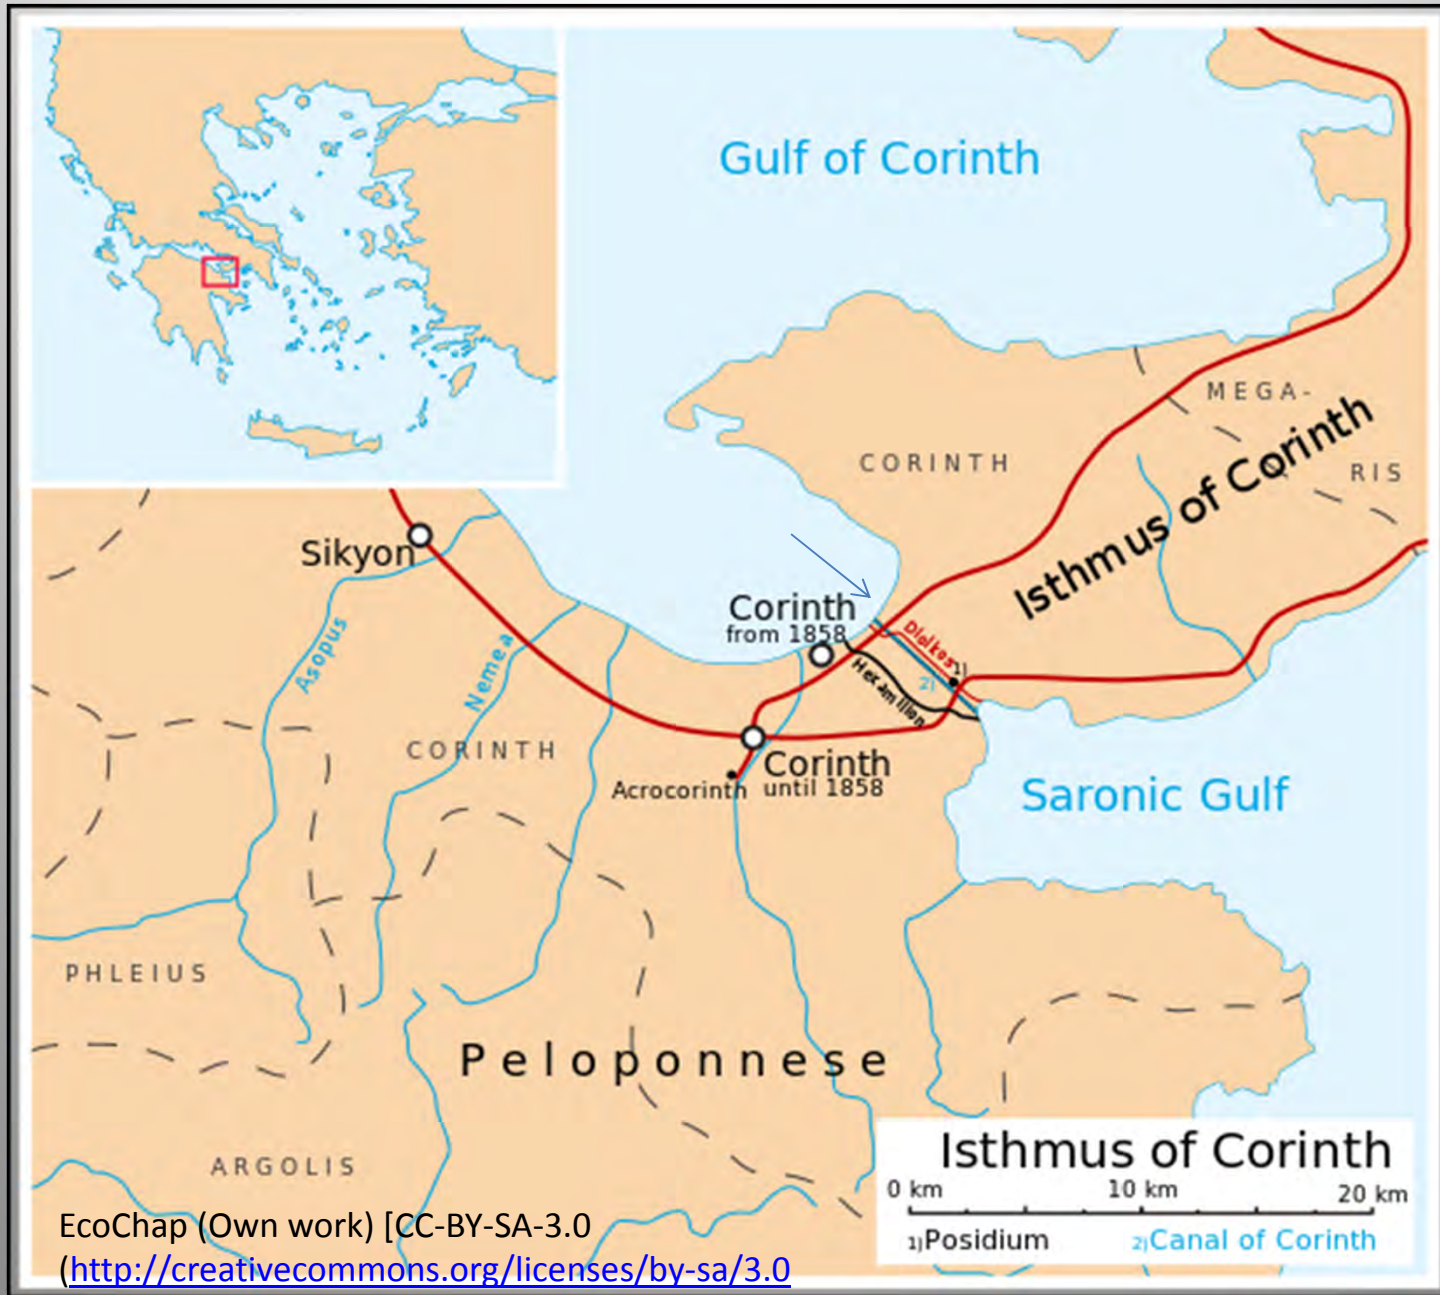 Gulf of Corinth
MEGA-
RIS
CORINTH
Isthmus of Corinth
Sikyon
Asopus
Nemea
Corinth
from 1858
Diolkos
1)
2)
Hexamilion
CORINTH
Corinth
until 1858
Acrocorinth
Saronic Gulf
PHLEIUS
Peloponnese
ARGOLIS
Isthmus of Corinth
0 km 10 km 20 km
1)Posidium 2)Canal of Corinth
EcoChap (Own work) [CC-BY-SA-3.0
(http://creativecommons.org/licenses/by-sa/3.0